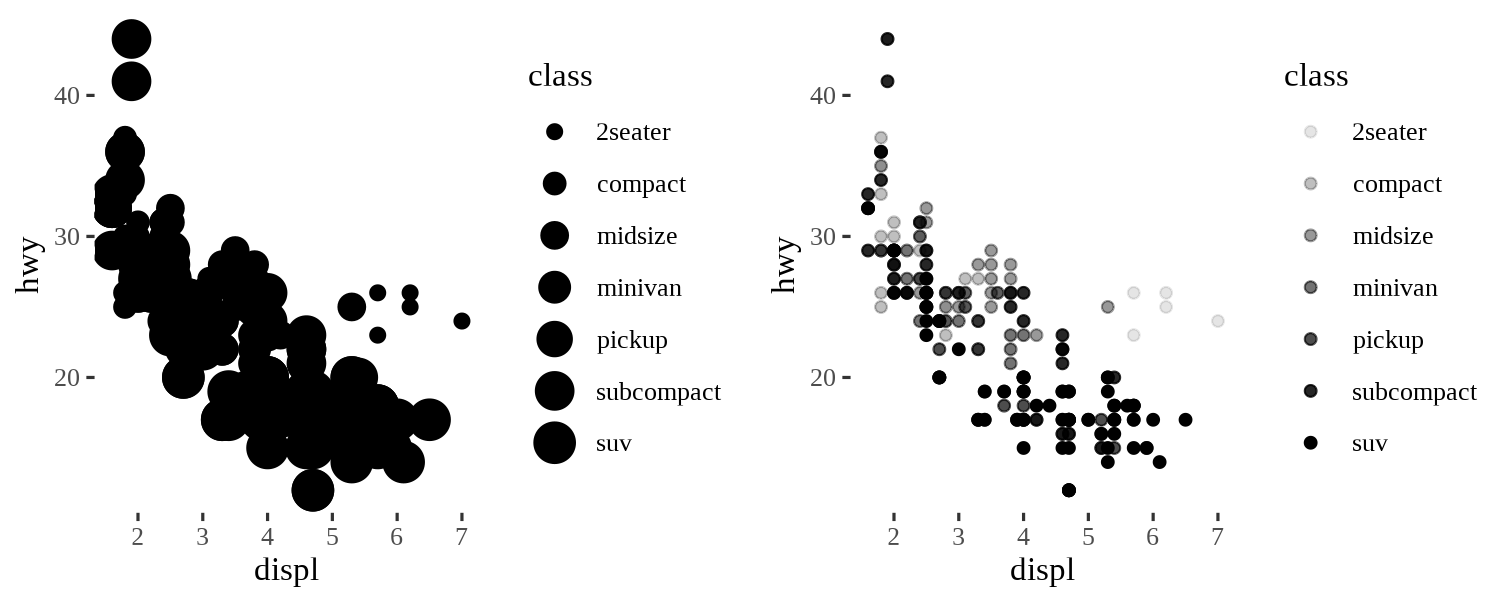 class
2seater
compact
midsize
minivan
pickup
subcompact
suv
hwy
40
30
20
2 3 4 5 6 7
displ
class
2seater
compact
midsize
minivan
pickup
subcompact
suv
hwy
40
30
20
2 3 4 5 6 7
displ